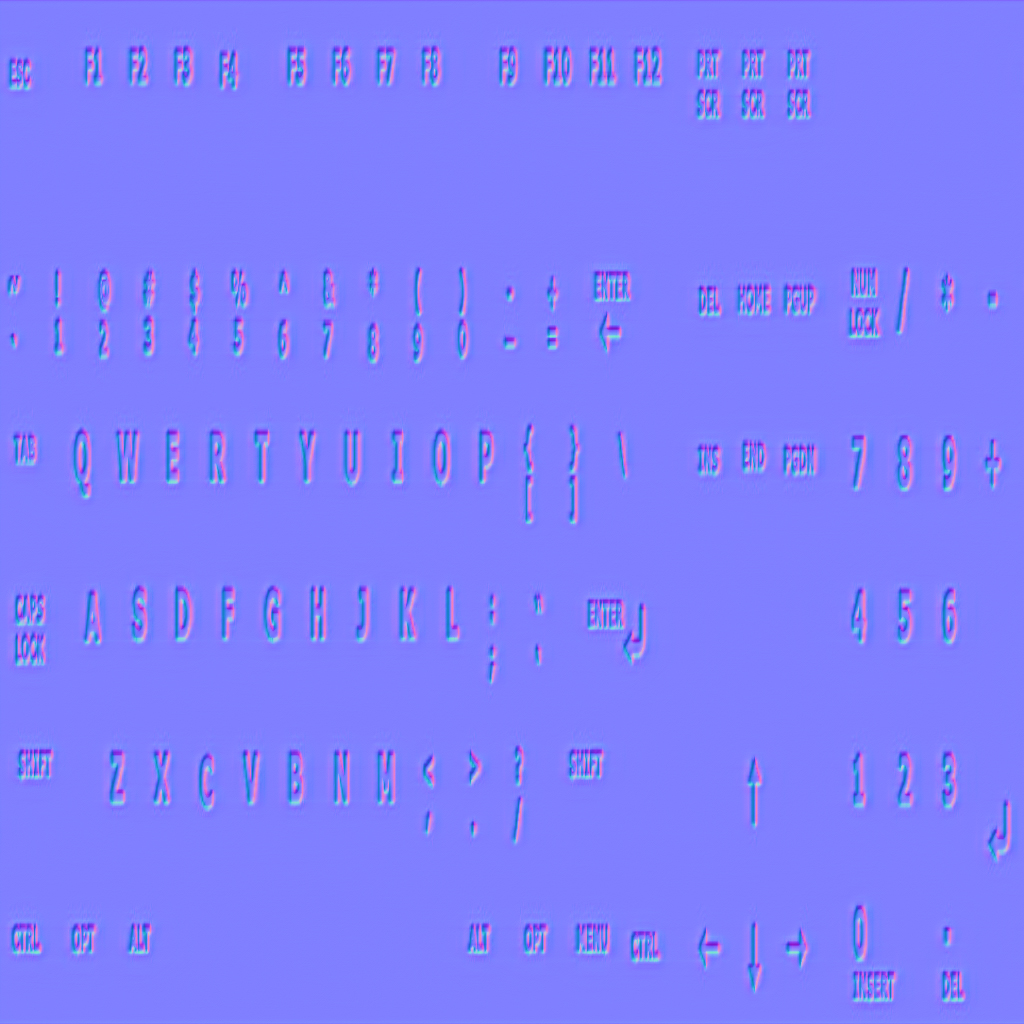 ESC F1 F2 F3 F4 F5 F6 F7 F8 F9 F10 F11 F12 PRT PRT PRT
SCR SCR SCR
~ ! @ # $ % ^ & * ( ) - + ENTER DEL HOME PGUP NUM / * -
1 2 3 4 5 6 7 8 9 0 - = ← LOCK
TAB Q W E R T Y U I O P { } \ INS END PGDN 7 8 9 +
[ ]
CAPS A S D F G H J K L : " ENTER 4 5 6
LOCK ; '
SHIFT Z X C V B N M < > ? SHIFT ↑ 1 2 3
, . /
CTRL OPT ALT ALT OPT MENU CTRL ← ↓ → 0 .
INSERT DEL